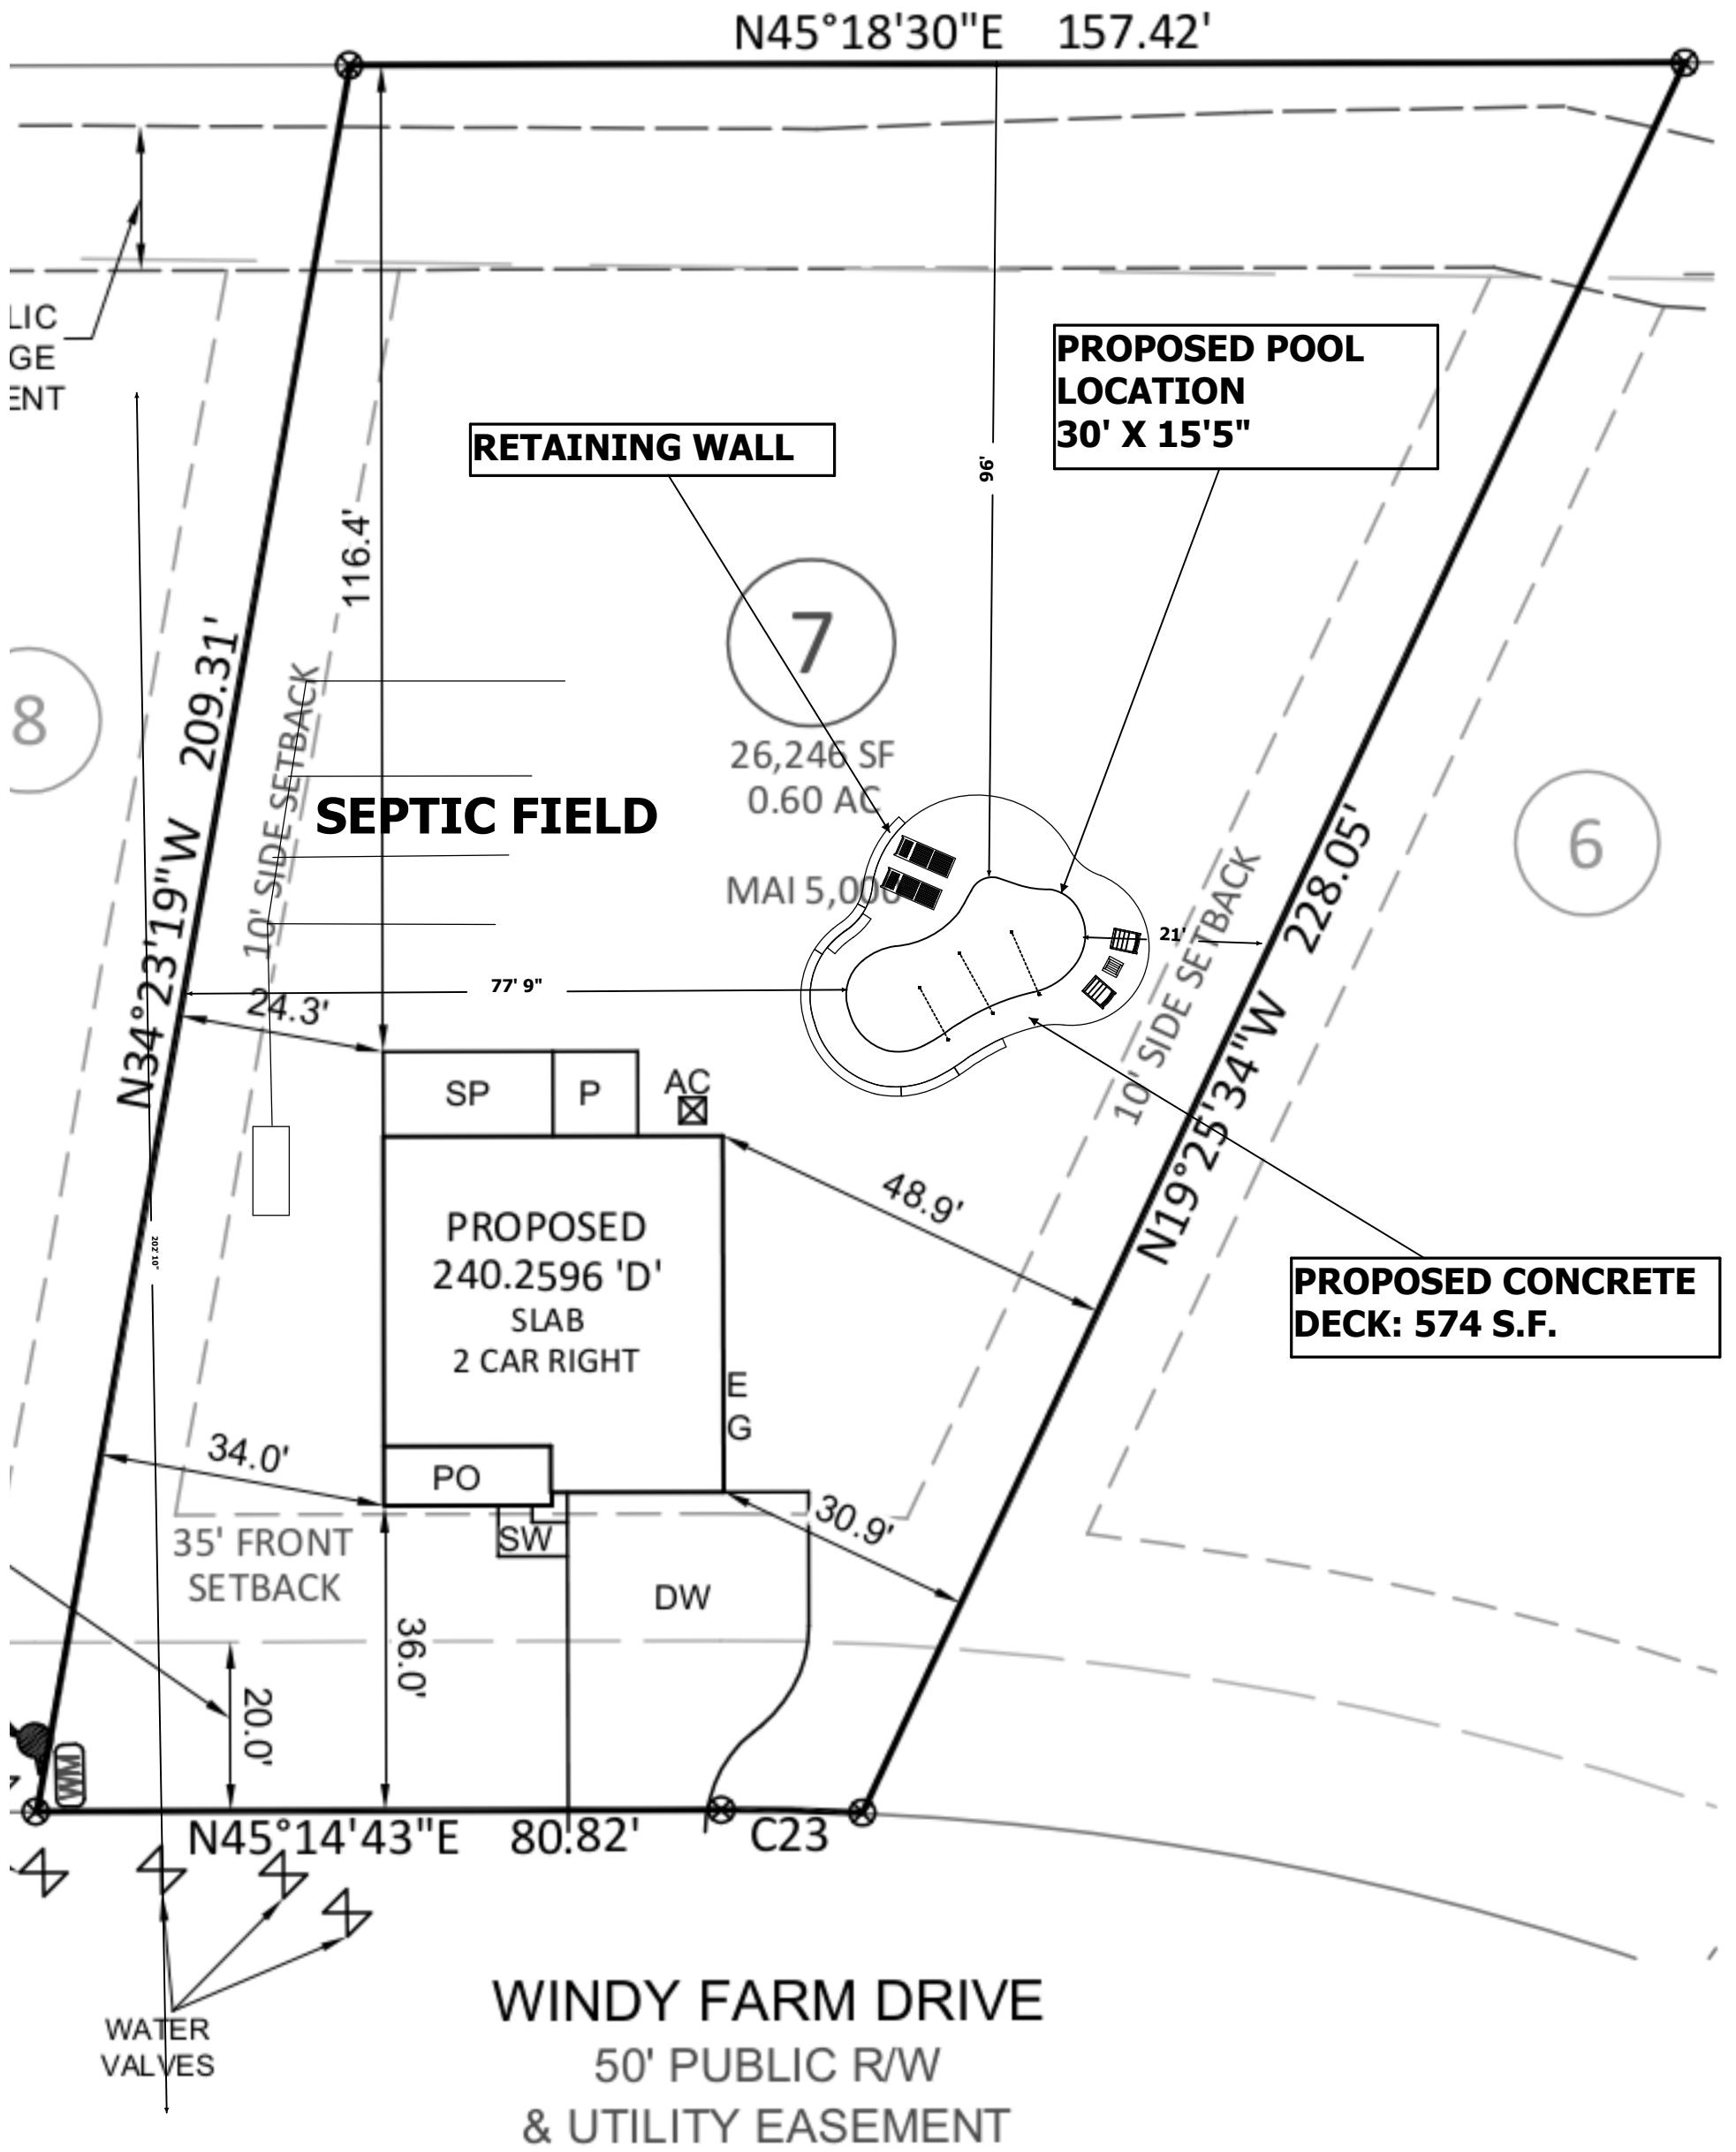 N45°18'30"E 157.42'
LIC
GE
ENT
PROPOSED POOL
LOCATION
30' X 15'5"
RETAINING WALL
96'
116.4'
7
26,246 SF
0.60 AC
MAI 5,000
8
6
N34°23'19"W 209.31'
10' SIDE SETBACK
SEPTIC FIELD
21'
N19°25'34"W 228.05'
10' SIDE SETBACK
77' 9"
24.3'
SP
P
AC
48.9'
PROPOSED
240.2596 'D'
SLAB
2 CAR RIGHT
202' 10"
PROPOSED CONCRETE
DECK: 574 S.F.
E
G
34.0'
PO
30.9'
SW
35' FRONT
SETBACK
DW
36.0'
20.0'
WM
N45°14'43"E 80.82' C23
WATER
VALVES
WINDY FARM DRIVE
50' PUBLIC R/W
& UTILITY EASEMENT